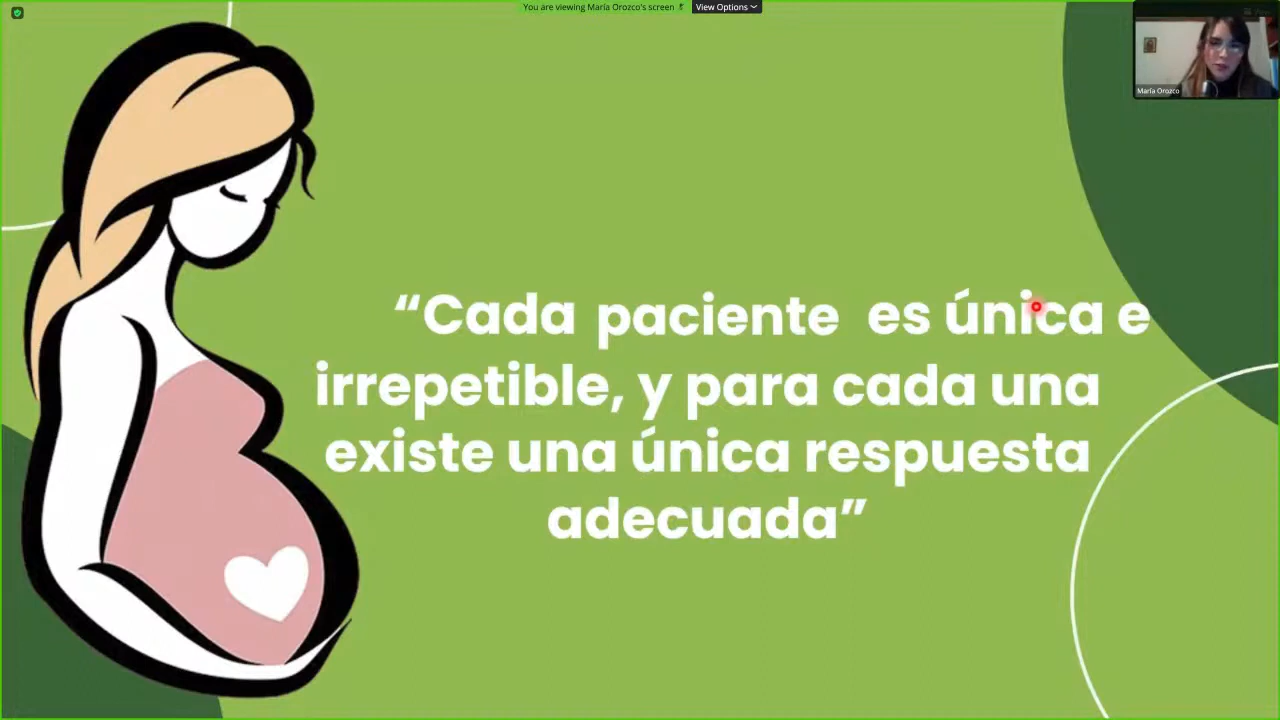 You are viewing María Orozco's screen
View Options
María Orozco
“Cada paciente es única e
irrepetible, y para cada una
existe una única respuesta
adecuada”